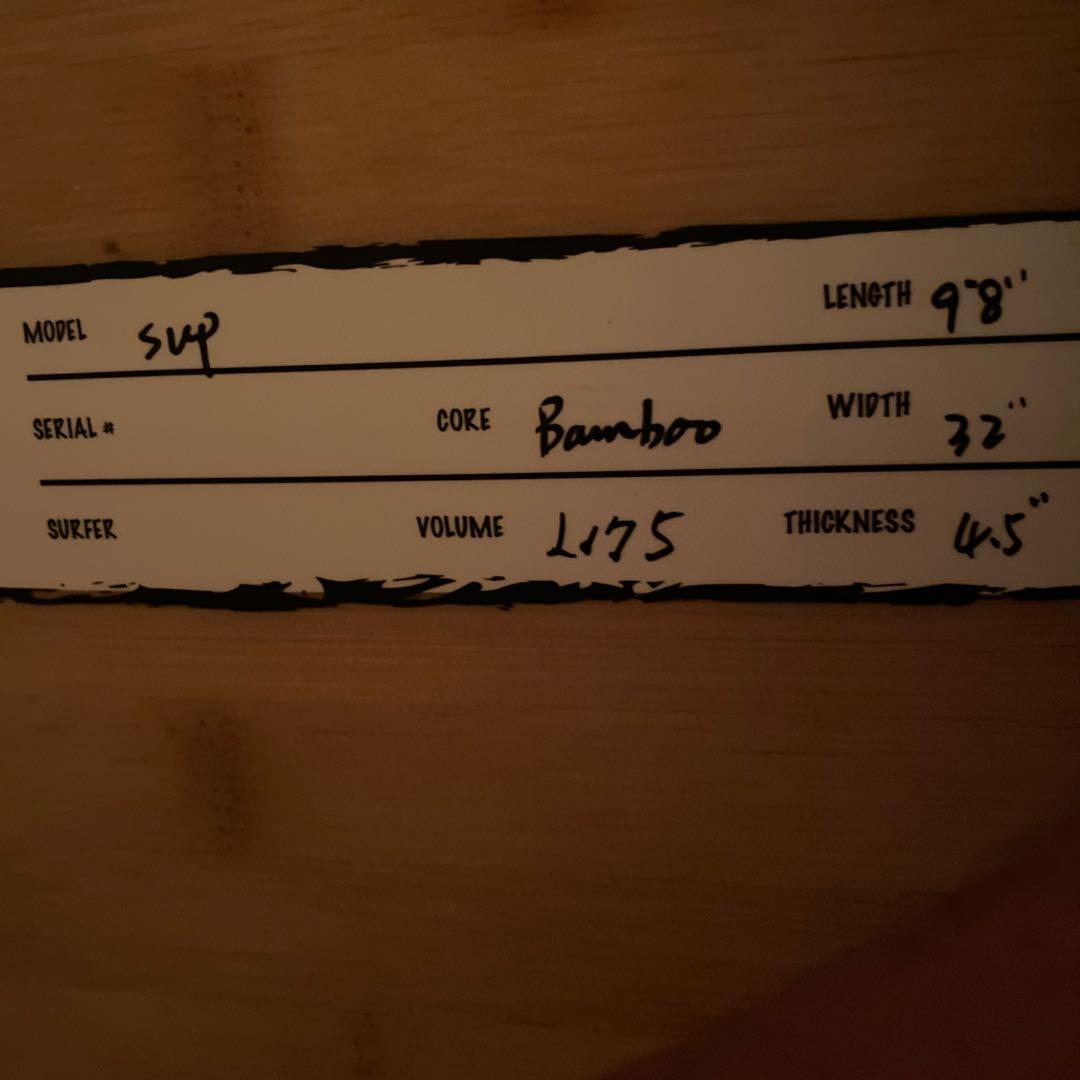 MODEL sup LENGTH 9-8"
SERIAL # CORE Bamboo WIDTH 32"
SURFER VOLUME L175 THICKNESS 4.5"